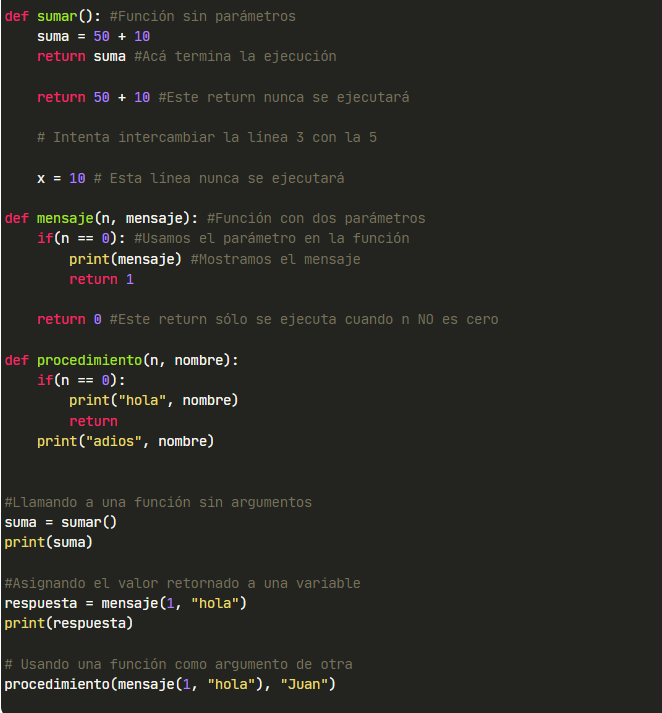 def sumar(): #Función sin parámetros
    suma = 50 + 10
    return suma #Acá termina la ejecución

    return 50 + 10 #Este return nunca se ejecutará

    # Intenta intercambiar la linea 3 con la 5

    x = 10 # Esta linea nunca se ejecutará

def mensaje(n, mensaje): #Función con dos parámetros
    if(n == 0): #Usamos el parámetro en la función
        print(mensaje) #Mostramos el mensaje
        return 1

    return 0 #Este return sólo se ejecuta cuando n NO es cero

def procedimiento(n, nombre):
    if(n == 0):
        print("hola", nombre)
        return
    print("adios", nombre)


#Llamando a una función sin argumentos
suma = sumar()
print(suma)

#Asignando el valor retornado a una variable
respuesta = mensaje(1, "hola")
print(respuesta)

# Usando una función como argumento de otra
procedimiento(mensaje(1, "hola"), "Juan")